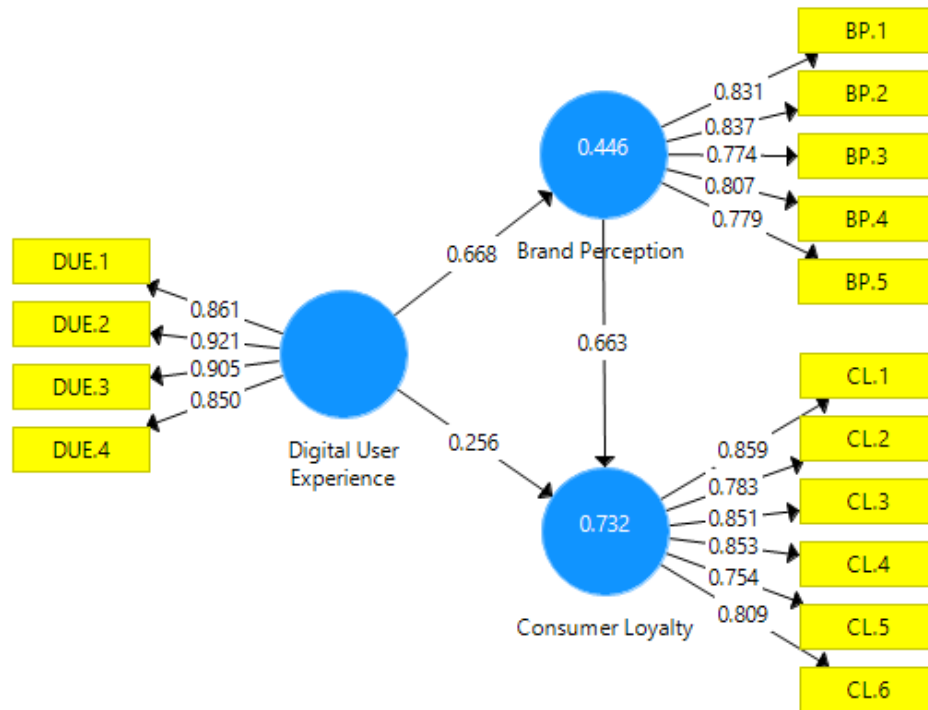 BP.1
0.831
BP.2
0.837
0.446
0.774
BP.3
0.807
BP.4
0.779
Brand Perception
BP.5
DUE.1
0.668
0.861
DUE.2
0.921
0.905
DUE.3
0.850
DUE.4
0.663
Digital User
Experience
0.256
CL.1
0.859
CL.2
0.783
0.732
0.851
CL.3
0.853
CL.4
0.754
0.809
CL.5
Consumer Loyalty
CL.6